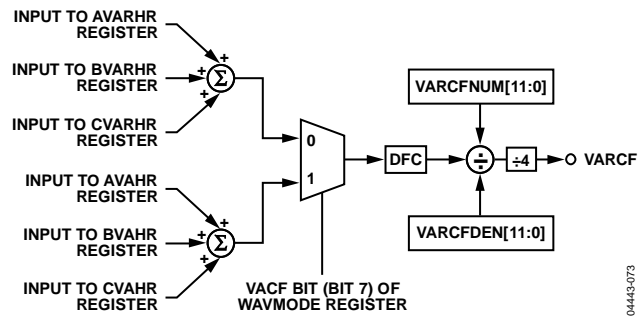 INPUT TO AVARHR
REGISTER
INPUT TO BVARHR
REGISTER
INPUT TO CVARHR
REGISTER
+
+
+
Σ
INPUT TO AVAHR
REGISTER
INPUT TO BVAHR
REGISTER
INPUT TO CVAHR
REGISTER
+
+
+
Σ
0
1
VACF BIT (BIT 7) OF
WAVMODE REGISTER
DFC
VARCFNUM[11:0]
÷
VARCFDEN[11:0]
÷4
VARCF
04443-073